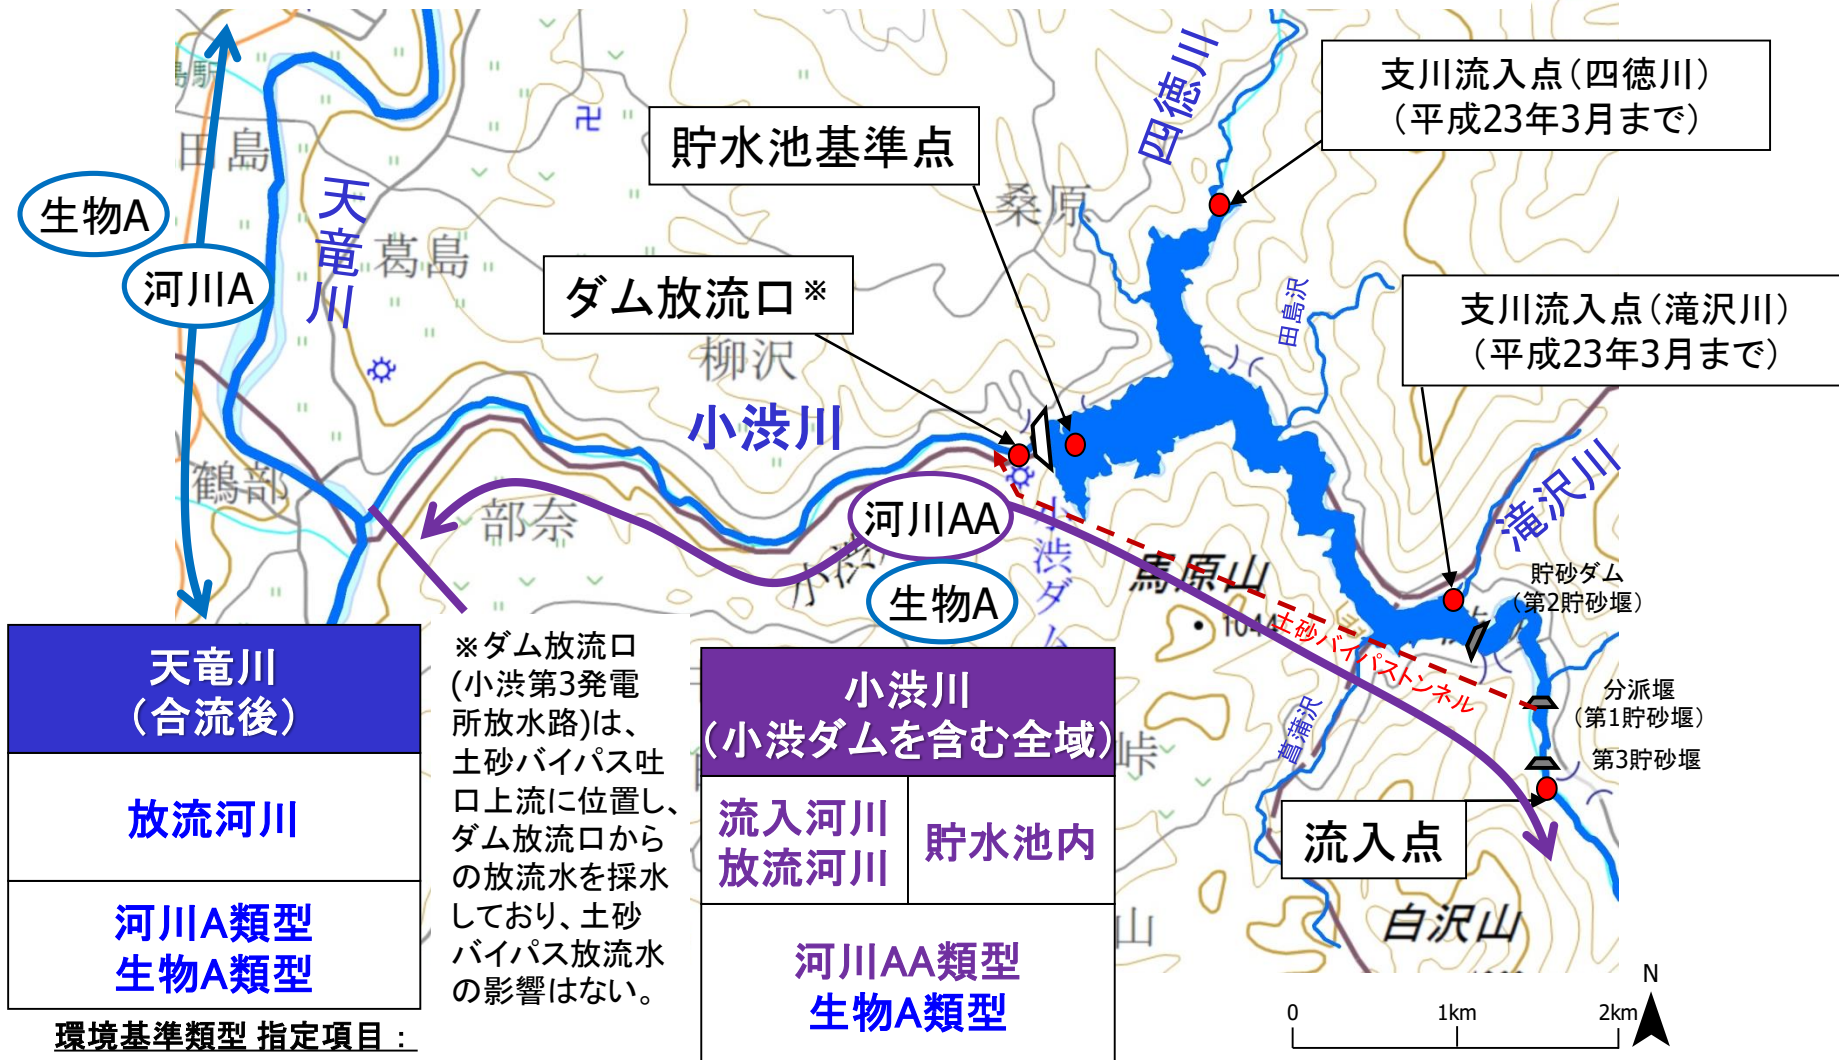 支川流入点(四徳川)
(平成23年3月まで)
四徳川
貯水池基準点
田島
生物A
天竜川
葛島
桑原
河川A
ダム放流口※
田島沢
支川流入点(滝沢川)
(平成23年3月まで)
柳沢
小渋川
滝沢川
鶴部
部奈
河川AA
小渋ダム
生物A
馬原山
貯砂ダム
(第2貯砂堰)
土砂バイパストンネル
分派堰
(第1貯砂堰)
第3貯砂堰
菖蒲沢
峠
流入点
白沢山
山
天竜川
(合流後)
放流河川
河川A類型
生物A類型
環境基準類型 指定項目:
※ダム放流口
(小渋第3発電
所放水路)は、
土砂バイパス吐
口上流に位置し、
ダム放流口から
の放流水を採水
しており、土砂
バイパス放流水
の影響はない。
小渋川
(小渋ダムを含む全域)
流入河川
放流河川
貯水池内
河川AA類型
生物A類型
N
0 1km 2km